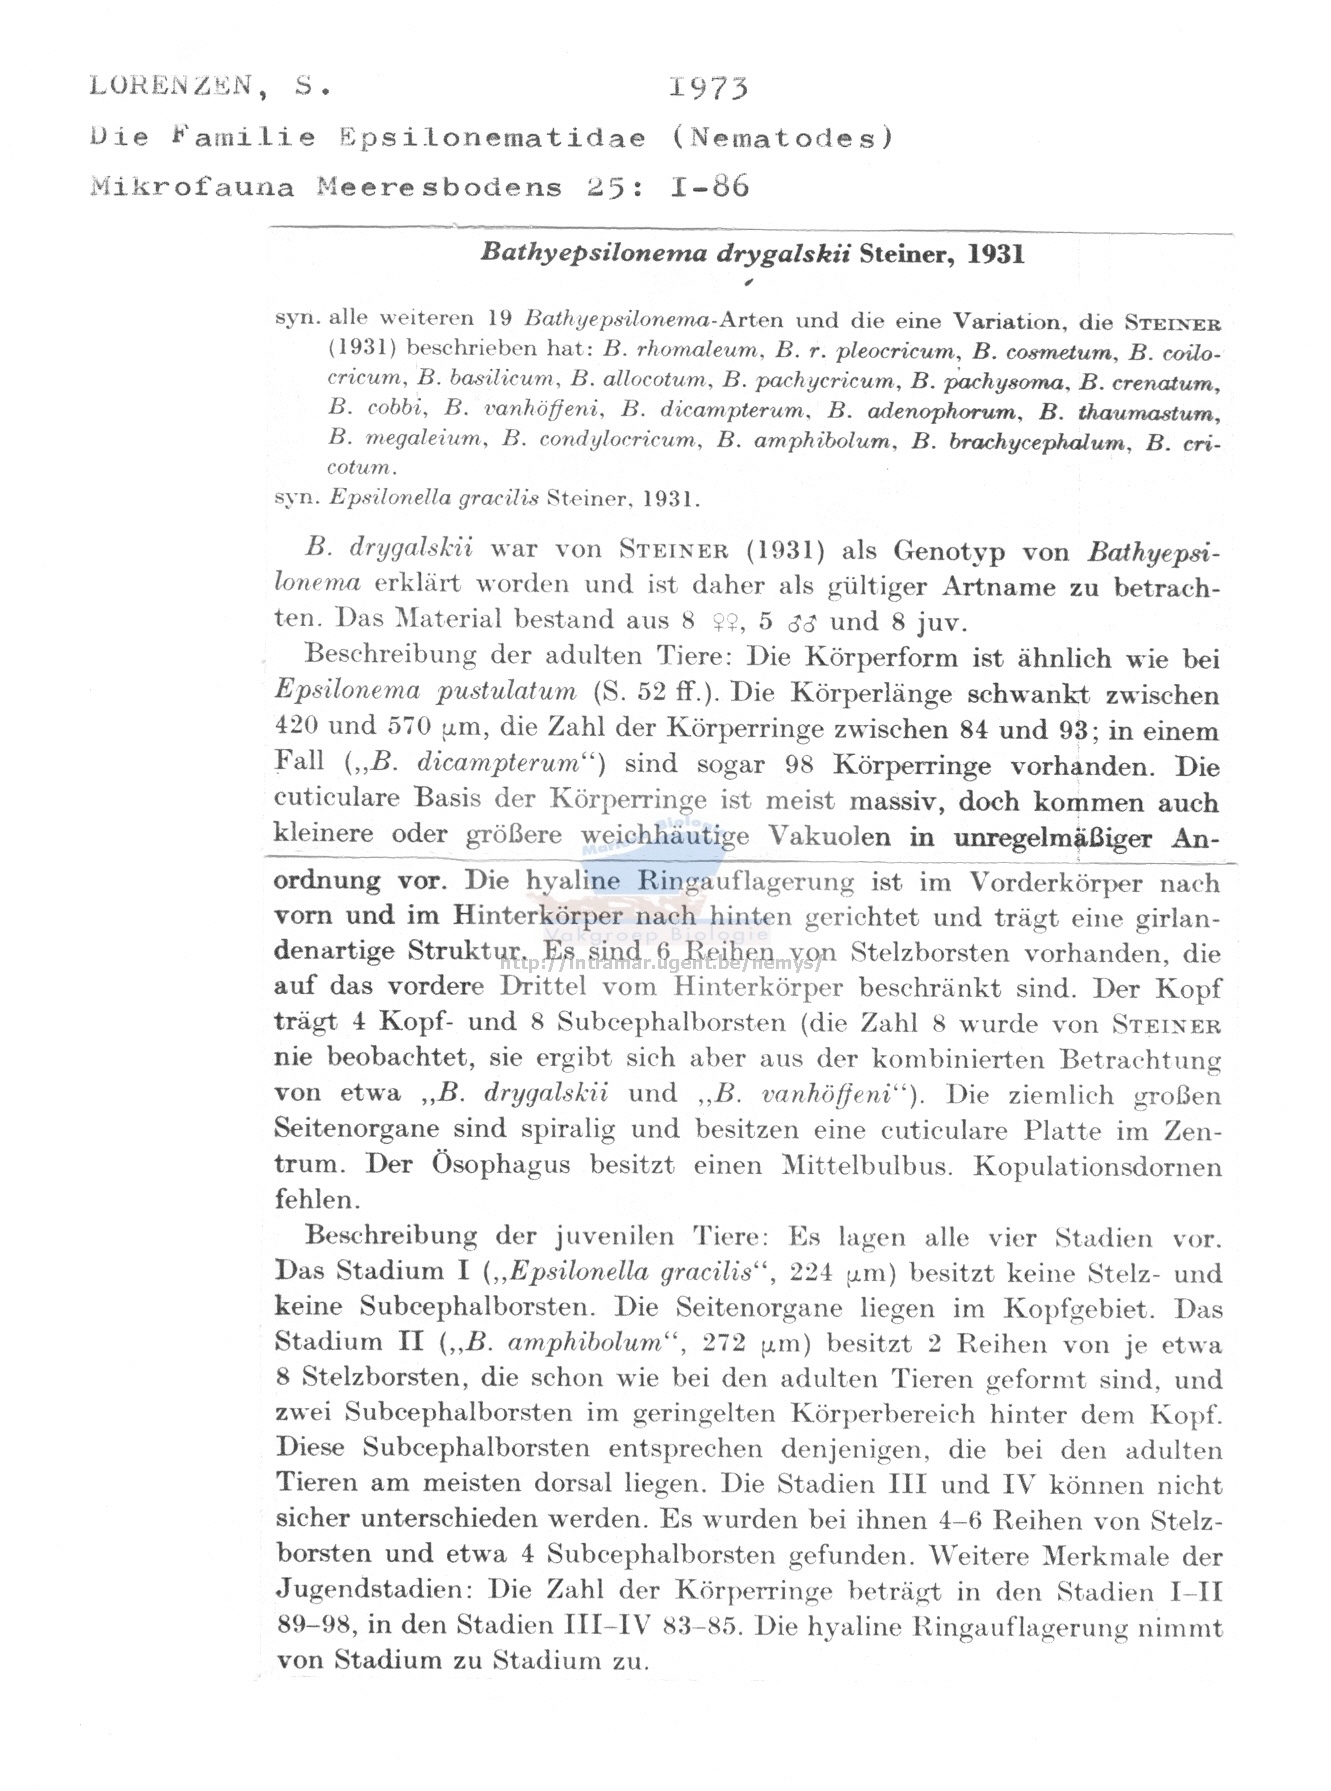 LORENZEN, S. 1973
Die Familie Epsilonematidae (Nematodes)
Mikrofauna Meeresbodens 25: I-86
Bathyepsilonema drygalskii Steiner, 1931
syn. alle weiteren 19 Bathyepsilonema-Arten und die eine Variation, die STEINER
(1931) beschrieben hat: B. rhomaleum, B. r. pleocricum, B. cosmetum, B. coilo-
cricum, B. basilicum, B. allocotum, B. pachycricum, B. pachysoma, B. crenatum,
B. cobbi, B. vanhöffeni, B. dicampterum, B. adenophorum, B. thaumastum,
B. megaleium, B. condylocricum, B. amphibolum, B. brachycephalum, B. cri-
cotum.
syn. Epsilonella gracilis Steiner, 1931.
B. drygalskii war von STEINER (1931) als Genotyp von Bathyepsi-
lonema erklärt worden und ist daher als gültiger Artname zu betrach-
ten. Das Material bestand aus 8 ♀♀, 5 ♂♂ und 8 juv.
Beschreibung der adulten Tiere: Die Körperform ist ähnlich wie bei
Epsilonema pustulatum (S. 52 ff.). Die Körperlänge schwankt zwischen
420 und 570 µm, die Zahl der Körperringe zwischen 84 und 93; in einem
Fall („B. dicampterum“) sind sogar 98 Körperringe vorhanden. Die
cuticulare Basis der Körperringe ist meist massiv, doch kommen auch
kleinere oder größere weichhäutige Vakuolen in unregelmäßiger An-
ordnung vor. Die hyaline Ringauflagerung ist im Vorderkörper nach
vorn und im Hinterkörper nach hinten gerichtet und trägt eine girlan-
denartige Struktur. Es sind 6 Reihen von Stelzborsten vorhanden, die
auf das vordere Drittel vom Hinterkörper beschränkt sind. Der Kopf
trägt 4 Kopf- und 8 Subcephalborsten (die Zahl 8 wurde von STEINER
nie beobachtet, sie ergibt sich aber aus der kombinierten Betrachtung
von etwa „B. drygalskii und „B. vanhöffeni“). Die ziemlich großen
Seitenorgane sind spiralig und besitzen eine cuticulare Platte im Zen-
trum. Der Ösophagus besitzt einen Mittelbulbus. Kopulationsdornen
fehlen.
Beschreibung der juvenilen Tiere: Es lagen alle vier Stadien vor.
Das Stadium I („Epsilonella gracilis“, 224 µm) besitzt keine Stelz- und
keine Subcephalborsten. Die Seitenorgane liegen im Kopfgebiet. Das
Stadium II („B. amphibolum“, 272 µm) besitzt 2 Reihen von je etwa
8 Stelzborsten, die schon wie bei den adulten Tieren geformt sind, und
zwei Subcephalborsten im geringelten Körperbereich hinter dem Kopf.
Diese Subcephalborsten entsprechen denjenigen, die bei den adulten
Tieren am meisten dorsal liegen. Die Stadien III und IV können nicht
sicher unterschieden werden. Es wurden bei ihnen 4–6 Reihen von Stelz-
borsten und etwa 4 Subcephalborsten gefunden. Weitere Merkmale der
Jugendstadien: Die Zahl der Körperringe beträgt in den Stadien I–II
89–98, in den Stadien III–IV 83–85. Die hyaline Ringauflagerung nimmt
von Stadium zu Stadium zu.
Marine Biologie
Vakgroep Biologie
http://intramar.ugent.be/nemys/